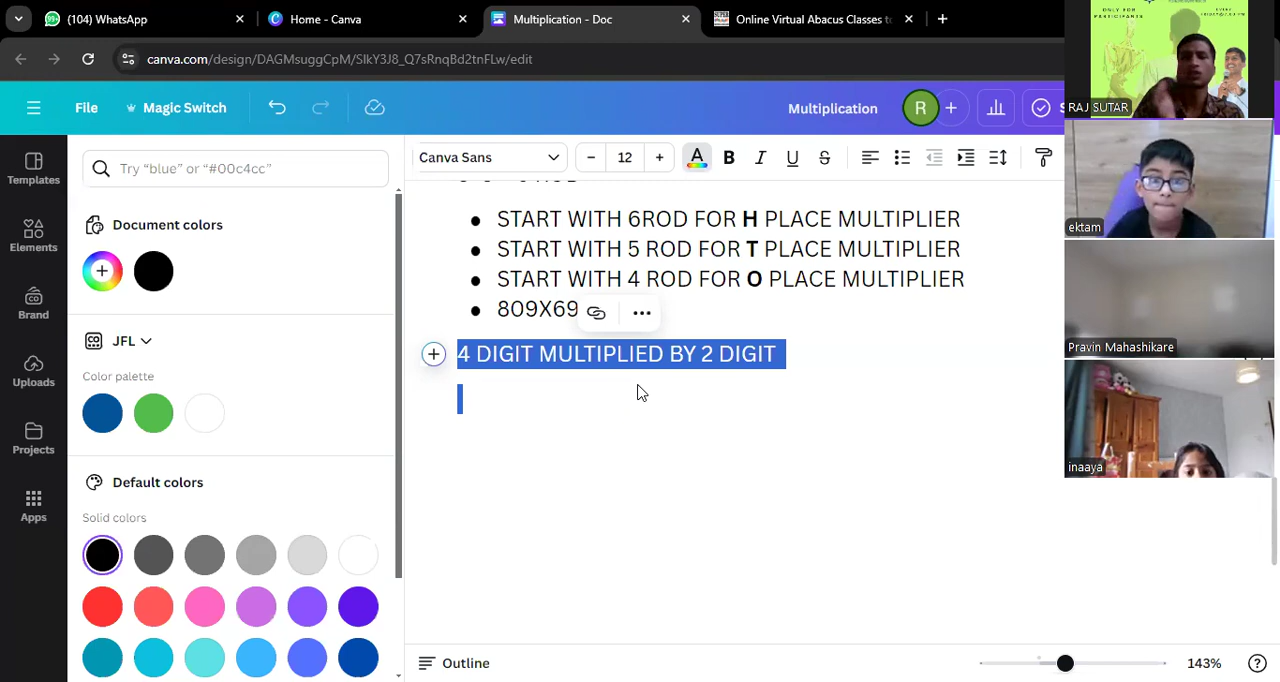 (104) WhatsApp
Home - Canva
Multiplication - Doc
Online Virtual Abacus Classes to
canva.com/design/DAGMsuggCpM/SlkY3J8_Q7sRnqBd2tnFLw/edit
File
Magic Switch
Multiplication
R
Templates
Elements
Brand
Uploads
Projects
Apps
Try “blue” or “#00c4cc”
Document colors
JFL
Color palette
Default colors
Solid colors
Canva Sans
– 12 +
A B I U S
START WITH 6ROD FOR H PLACE MULTIPLIER
START WITH 5 ROD FOR T PLACE MULTIPLIER
START WITH 4 ROD FOR O PLACE MULTIPLIER
809X69
4 DIGIT MULTIPLIED BY 2 DIGIT
Outline
143%
ONLY FOR
PARTICIPANTS
RAJ SUTAR
ektam
Pravin Mahashikare
inaaya